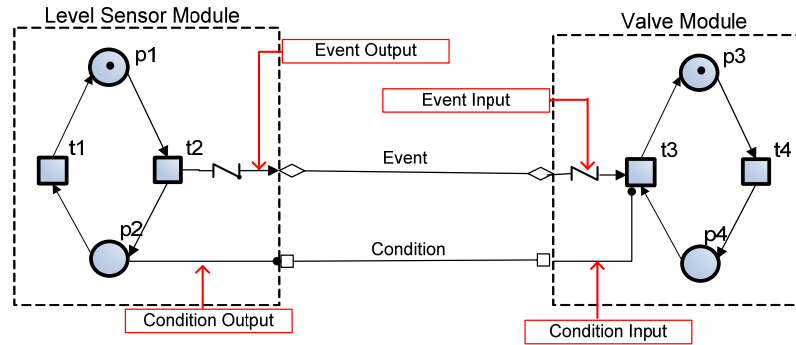 Level Sensor Module
Valve Module
Event Output
Event Input
p1
p3
t1
t2
Event
t3
t4
p2
p4
Condition
Condition Output
Condition Input